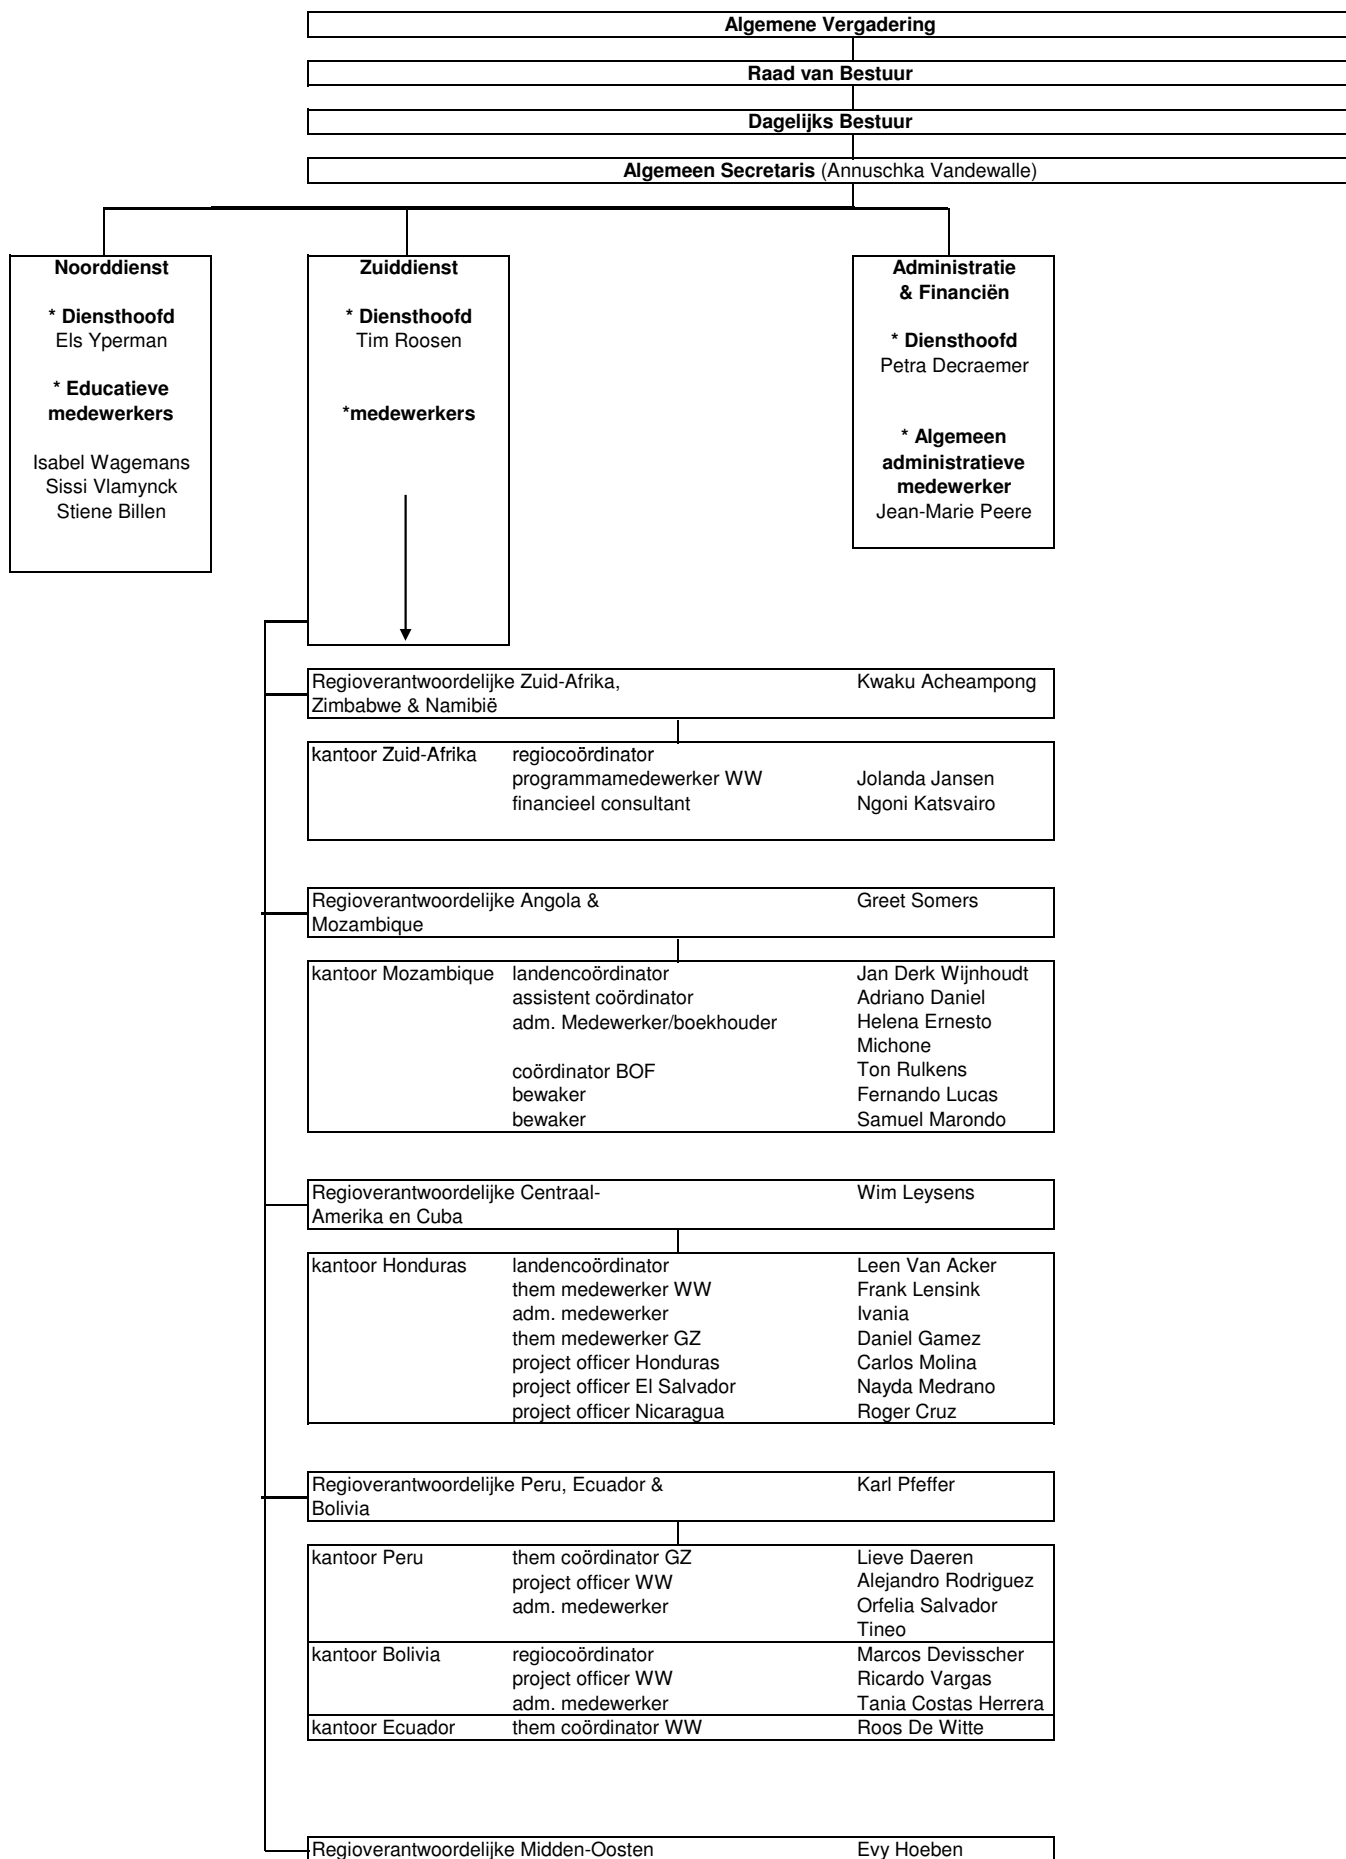 Algemene Vergadering
Raad van Bestuur
Dagelijks Bestuur
Algemeen Secretaris (Annuschka Vandewalle)
Noorddienst
* Diensthoofd
Els Yperman
* Educatieve
medewerkers
Isabel Wagemans
Sissi Vlamynck
Stiene Billen
Zuiddienst
* Diensthoofd
Tim Roosen
*medewerkers
Administratie
& Financiën
* Diensthoofd
Petra Decraemer
* Algemeen
administratieve
medewerker
Jean-Marie Peere
Regioverantwoordelijke Zuid-Afrika, Kwaku Acheampong
Zimbabwe & Namibië
kantoor Zuid-Afrika regiocoördinator
programmamedewerker WW Jolanda Jansen
financieel consultant Ngoni Katsvairo
Regioverantwoordelijke Angola & Greet Somers
Mozambique
kantoor Mozambique landencoördinator Jan Derk Wijnhoudt
assistent coördinator Adriano Daniel
adm. Medewerker/boekhouder Helena Ernesto
Michone
coördinator BOF Ton Rulkens
bewaker Fernando Lucas
bewaker Samuel Marondo
Regioverantwoordelijke Centraal- Wim Leysens
Amerika en Cuba
kantoor Honduras landencoördinator Leen Van Acker
them medewerker WW Frank Lensink
adm. medewerker Ivania
them medewerker GZ Daniel Gamez
project officer Honduras Carlos Molina
project officer El Salvador Nayda Medrano
project officer Nicaragua Roger Cruz
Regioverantwoordelijke Peru, Ecuador & Karl Pfeffer
Bolivia
kantoor Peru them coördinator GZ Lieve Daeren
project officer WW Alejandro Rodriguez
adm. medewerker Orfelia Salvador
Tineo
kantoor Bolivia regiocoördinator Marcos Devisscher
project officer WW Ricardo Vargas
adm. medewerker Tania Costas Herrera
kantoor Ecuador them coördinator WW Roos De Witte
Regioverantwoordelijke Midden-Oosten Evy Hoeben